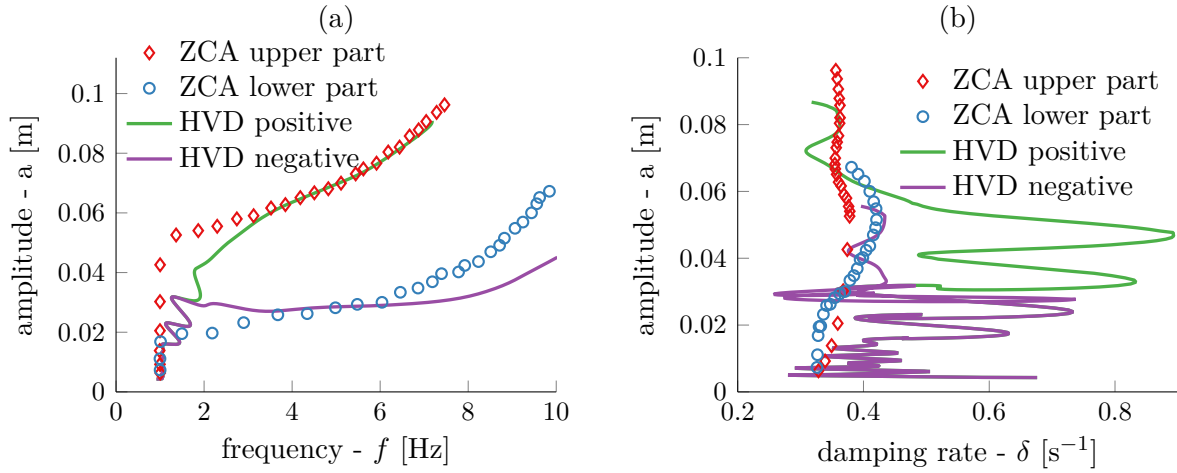 (a)
ZCA upper part
ZCA lower part
HVD positive
HVD negative
0.1
0.08
0.06
0.04
0.02
0
0
2
4
6
8
10
amplitude - a [m]
frequency - f [Hz]
(b)
ZCA upper part
ZCA lower part
HVD positive
HVD negative
0.1
0.08
0.06
0.04
0.02
0
0.2
0.4
0.6
0.8
amplitude - a [m]
damping rate - δ [s⁻¹]